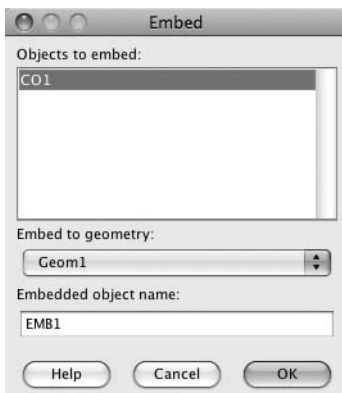 Embed
Objects to embed:
CO1
Embed to geometry:
Geom1
Embedded object name:
EMB1
Help Cancel OK